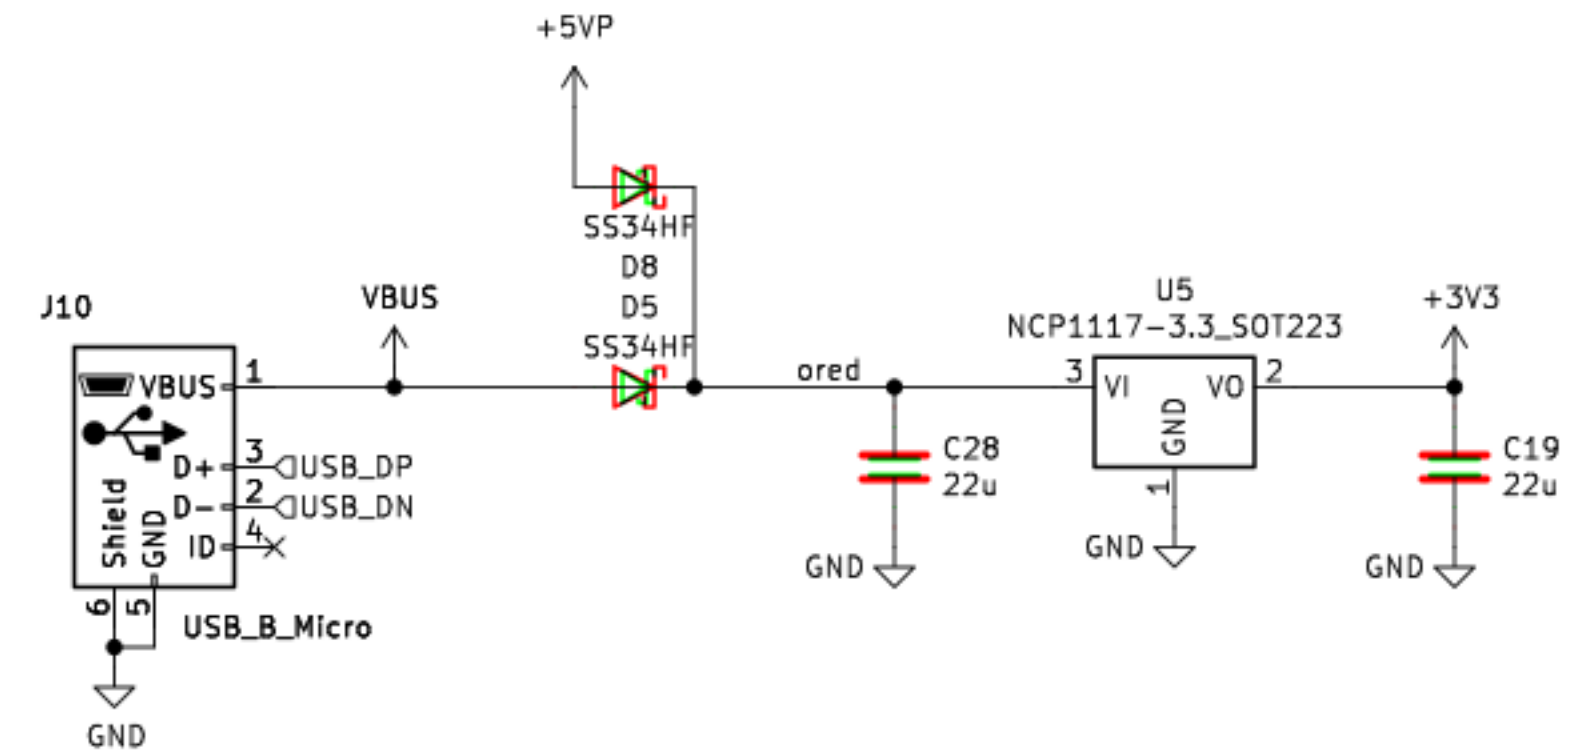 +5VP
SS34HF
D8
D5
SS34HF
J10
VBUS
ored
U5
NCP1117-3.3_SOT223
+3V3
VBUS
1
3
VI
VO
2
GND
1
D+
3
USB_DP
D-
2
USB_DN
ID
4
Shield
GND
6
5
USB_B_Micro
GND
C28
22u
GND
GND
C19
22u
GND